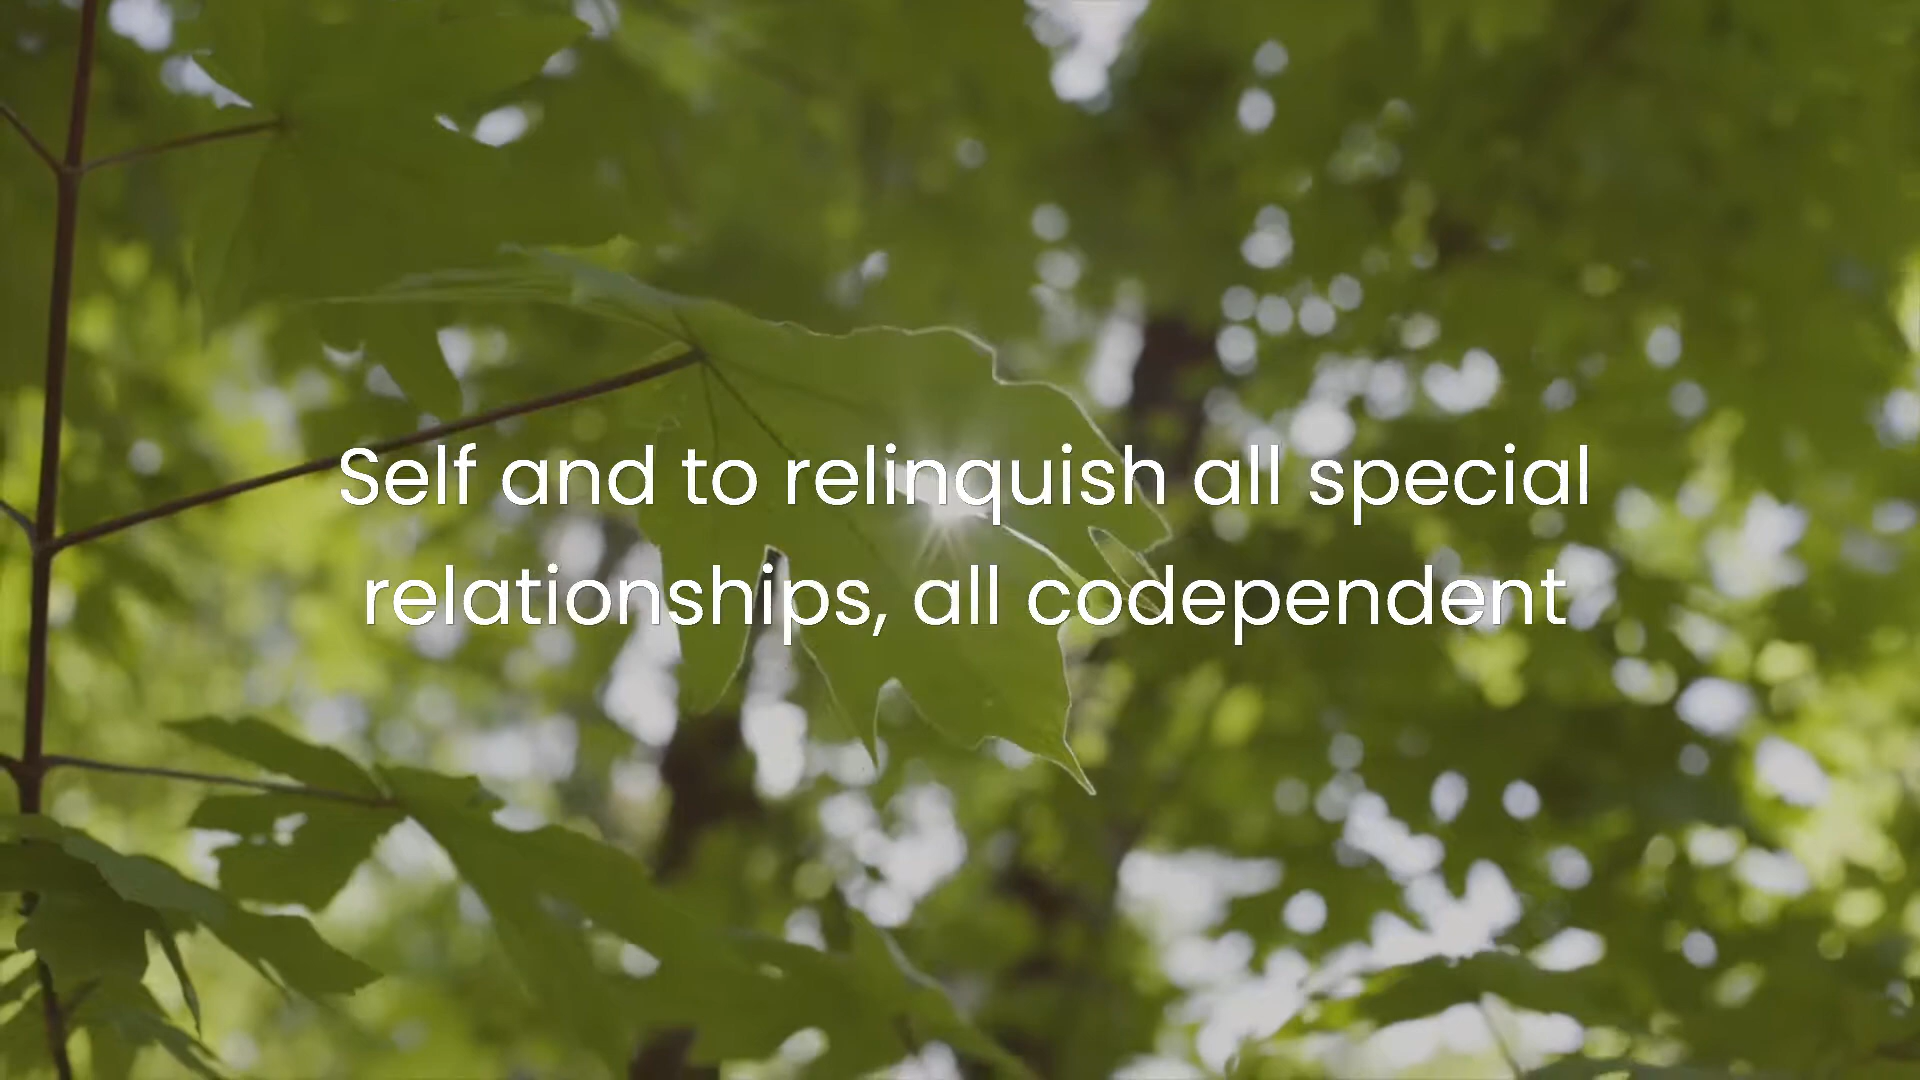 Self and to relinquish all special
relationships, all codependent